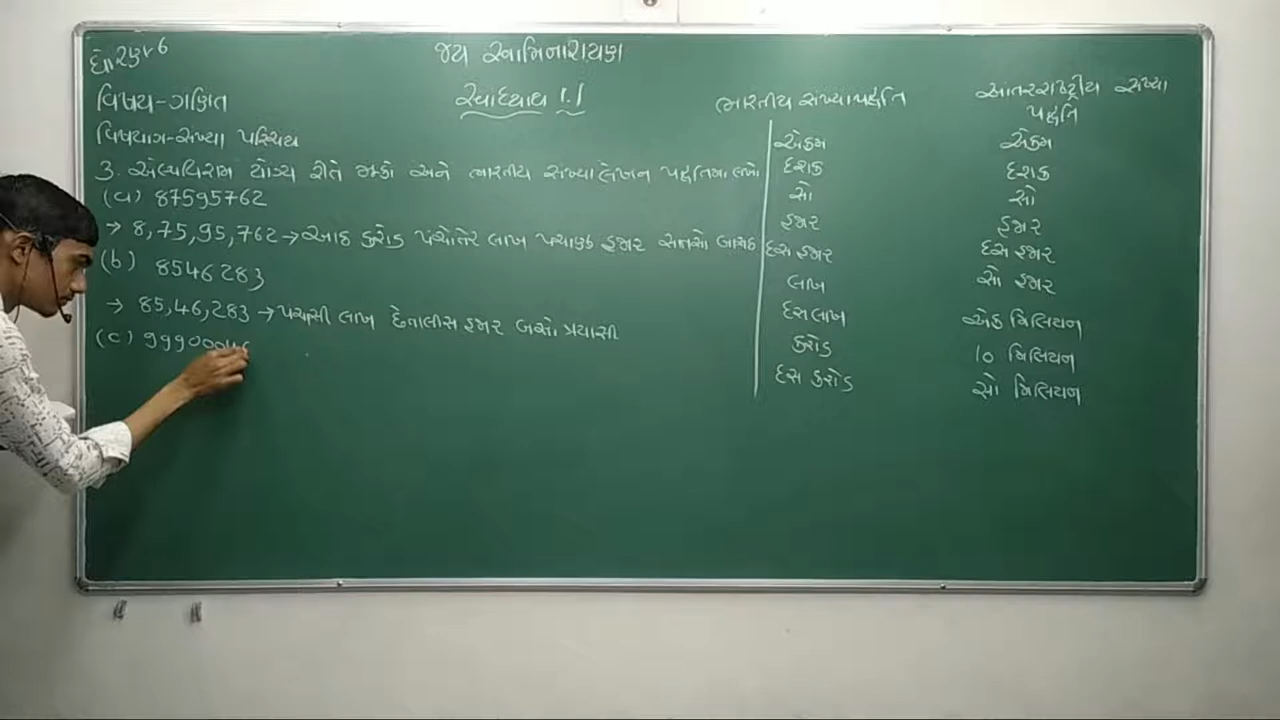 ધોરણ 6
જય સ્વામિનારાયણ
વિષય-ગણિત
સ્વાધ્યાય 1.1
વિષયાંગ-સંખ્યા પરિચય
3. અલ્પવિરામ યોગ્ય રીતે મૂકો અને ભારતીય સંખ્યાલેખન પદ્ધતિમાં લખો
(a) 87595762
→ 8,75,95,762 → આઠ કરોડ પંચોતેર લાખ પચાણુ હજાર સાતસો બાસઠ
(b) 8546283
→ 85,46,283 → પચાસી લાખ છેતાલીસ હજાર બસો ત્રયાસી
(c) 99900046
ભારતીય સંખ્યાપદ્ધતિ
એકમ
દશક
સો
હજાર
દસ હજાર
લાખ
દસ લાખ
કરોડ
દસ કરોડ
આંતરરાષ્ટ્રીય સંખ્યા
પદ્ધતિ
એકમ
દશક
સો
હજાર
દસ હજાર
સો હજાર
એક મિલિયન
10 મિલિયન
સો મિલિયન